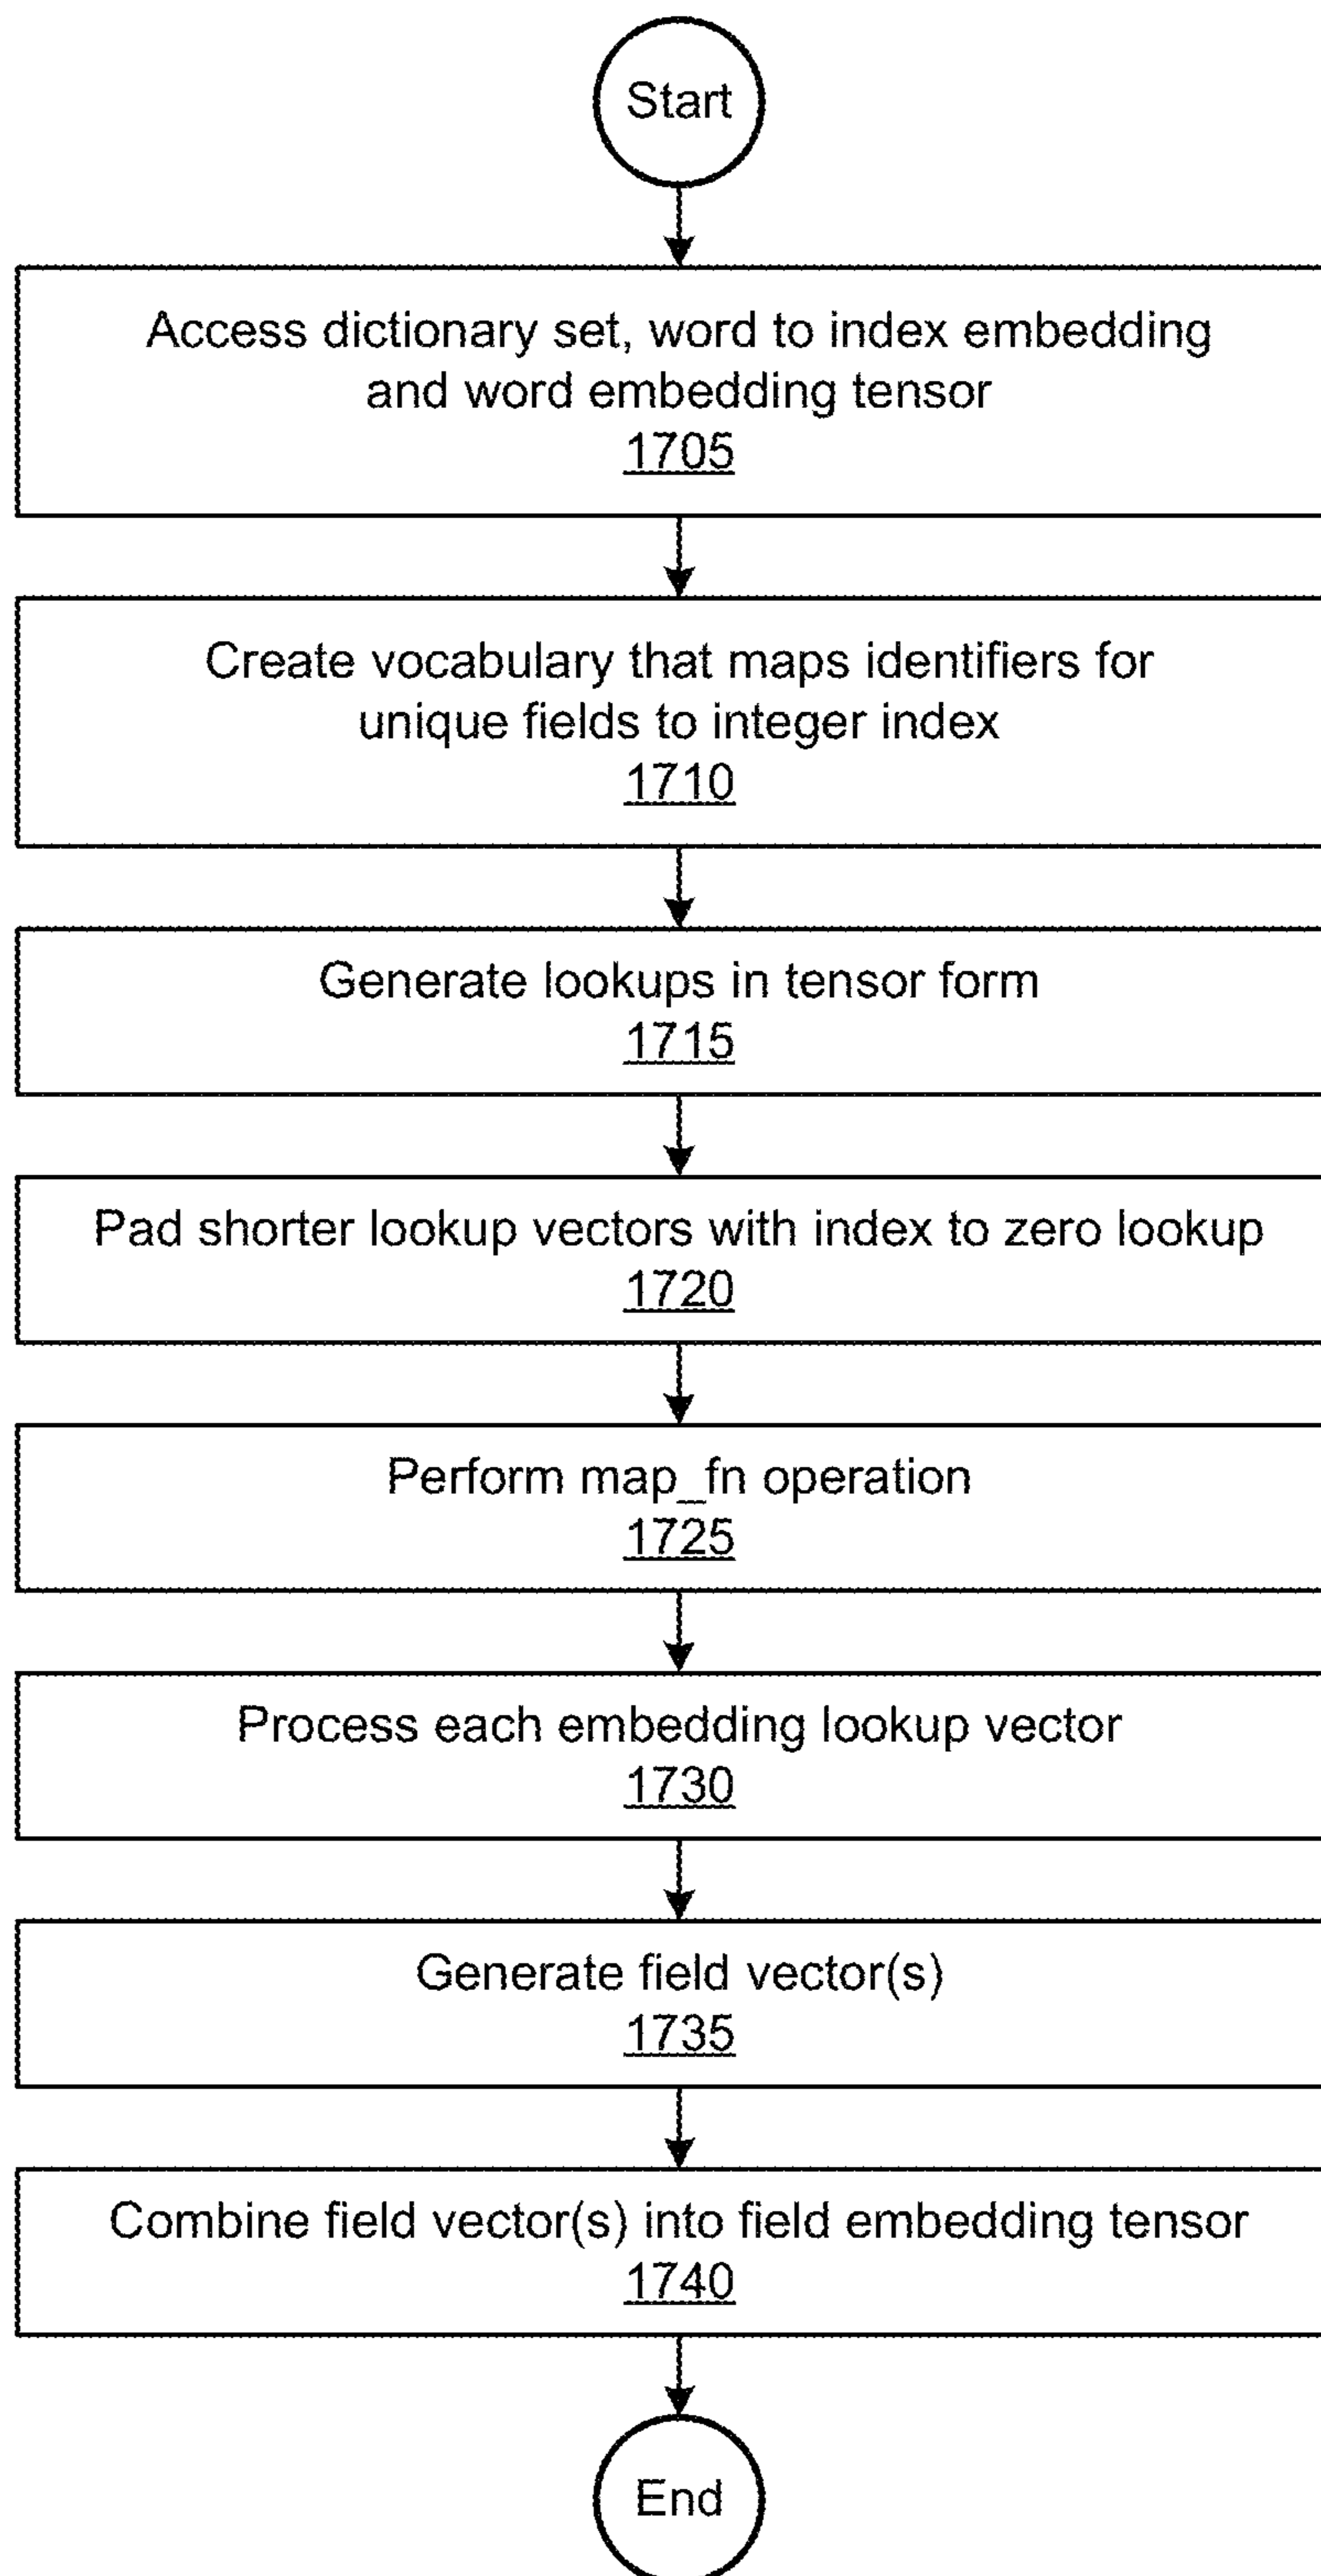 Start
Access dictionary set, word to index embedding
and word embedding tensor
1705
Create vocabulary that maps identifiers for
unique fields to integer index
1710
Generate lookups in tensor form
1715
Pad shorter lookup vectors with index to zero lookup
1720
Perform map_fn operation
1725
Process each embedding lookup vector
1730
Generate field vector(s)
1735
Combine field vector(s) into field embedding tensor
1740
End